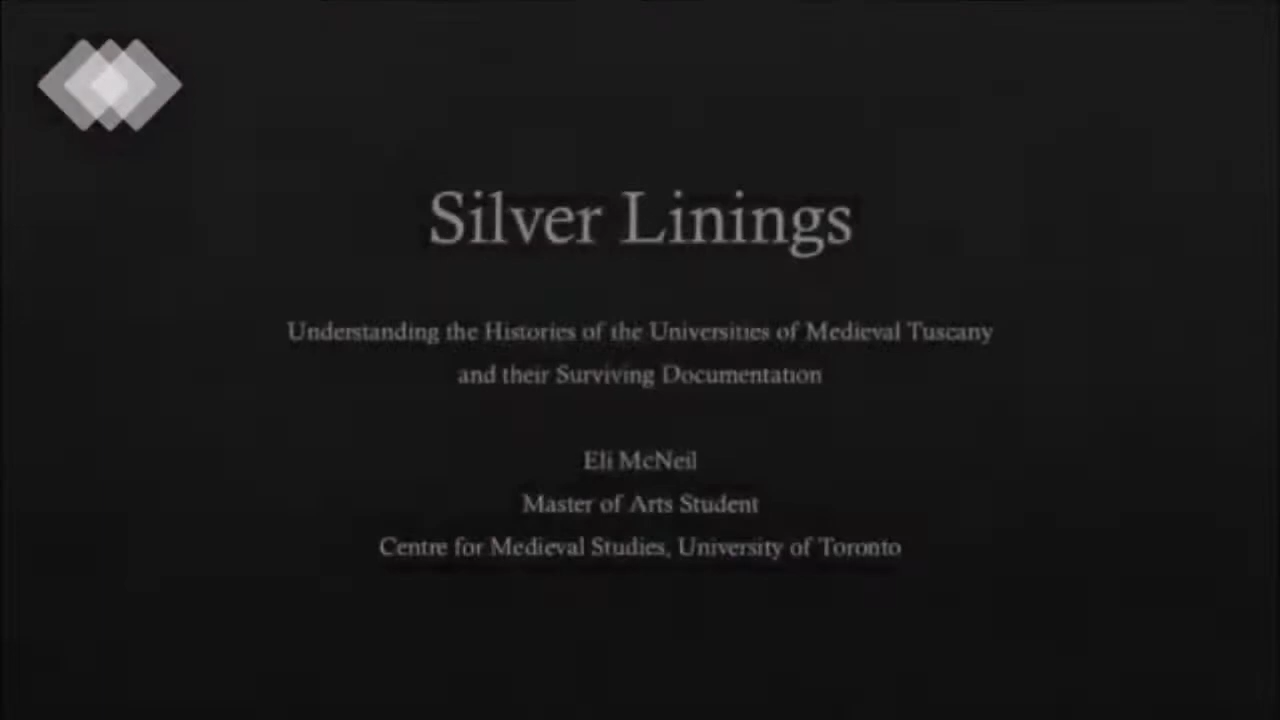 Silver Linings
Understanding the Histories of the Universities of Medieval Tuscany
and their Surviving Documentation
Eli McNeil
Master of Arts Student
Centre for Medieval Studies, University of Toronto